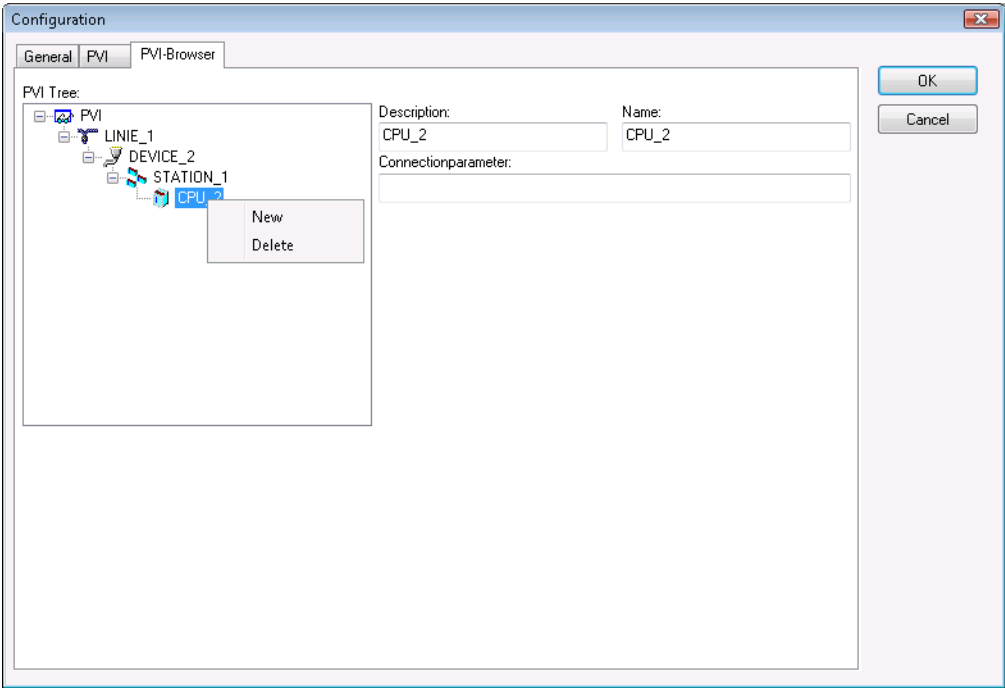 Configuration
General PVI PVI-Browser
OK
Cancel
PVI Tree:
PVI
LINIE_1
DEVICE_2
STATION_1
CPU_2
New
Delete
Description: Name:
CPU_2 CPU_2
Connectionparameter: